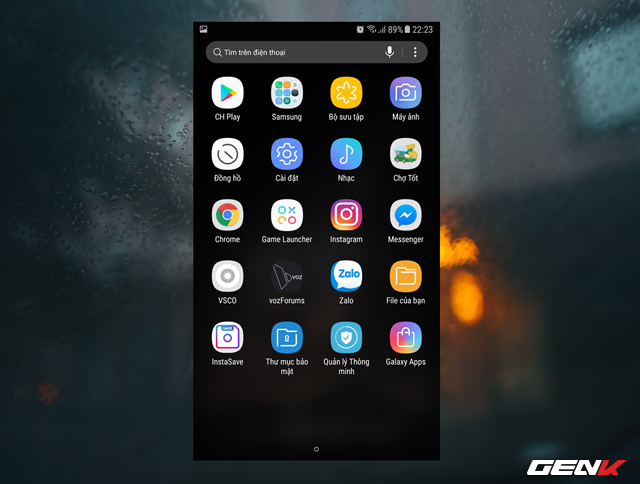 89% 22:23
Tìm trên điện thoại
CH Play Samsung Bộ sưu tập Máy ảnh
Đồng hồ Cài đặt Nhạc Chợ Tốt
Chrome Game Launcher Instagram Messenger
voz Zalo
VSCO vozForums Zalo File của bạn
SAVE
InstaSave Thư mục bảo mật Quản lý Thông minh Galaxy Apps
GENK